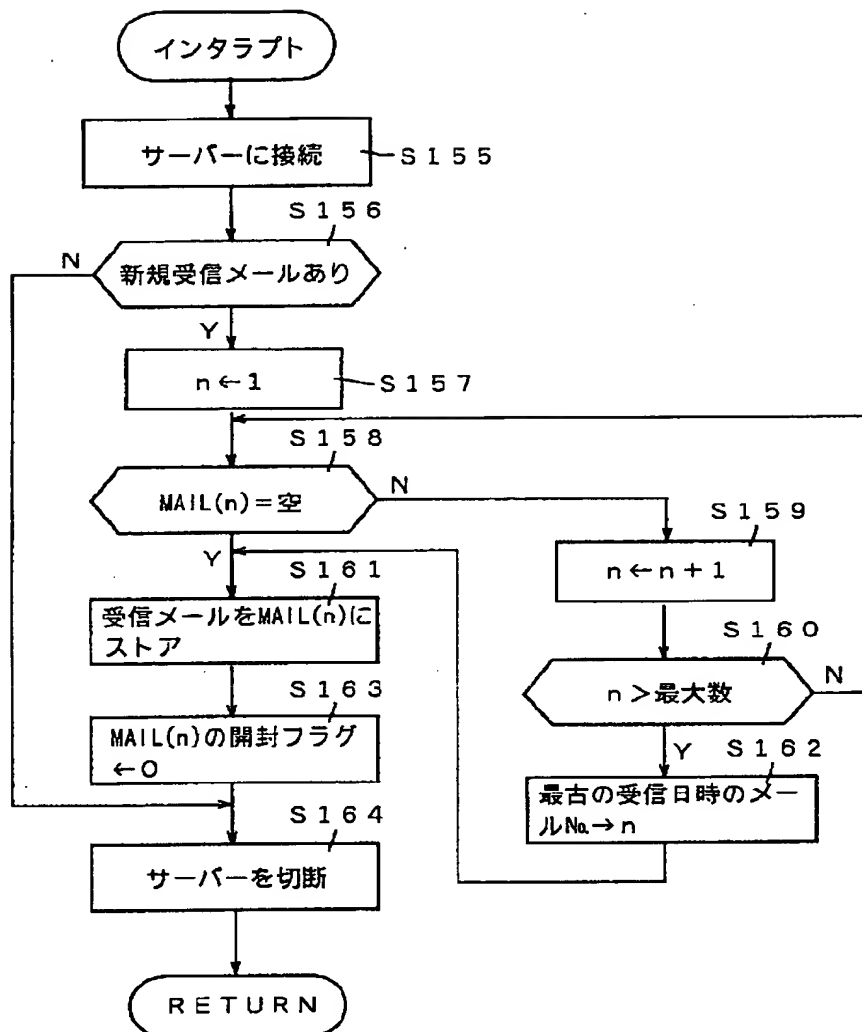 インタラプト
サーバーに接続
S155
S156
新規受信メールあり
N
Y
n←1
S157
S158
MAIL(n)=空
N
Y
S159
n←n+1
S160
n>最大数
N
Y
S161
受信メールをMAIL(n)に
ストア
S162
最古の受信日時のメー
ル№→n
S163
MAIL(n)の開封フラグ
←0
S164
サーバーを切断
RETURN